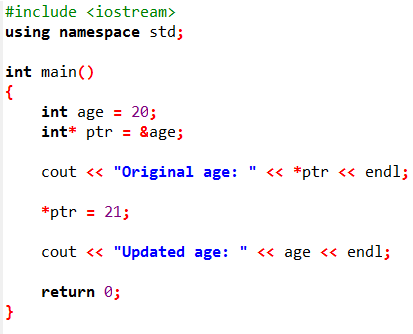 #include <iostream>
using namespace std;

int main()
{
    int age = 20;
    int* ptr = &age;

    cout << "Original age: " << *ptr << endl;

    *ptr = 21;

    cout << "Updated age: " << age << endl;

    return 0;
}